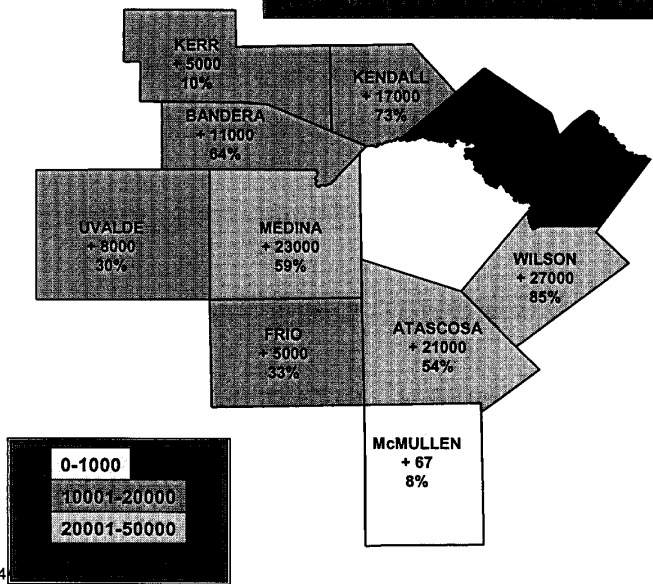 KERR
+ 5000
10%
KENDALL
+ 17000
73%
BANDERA
+ 11000
64%
UVALDE
+ 8000
30%
MEDINA
+ 23000
59%
WILSON
+ 27000
85%
FRIO
+ 5000
33%
ATASCOSA
+ 21000
54%
McMULLEN
+ 67
8%
0-1000
10001-20000
20001-50000
4